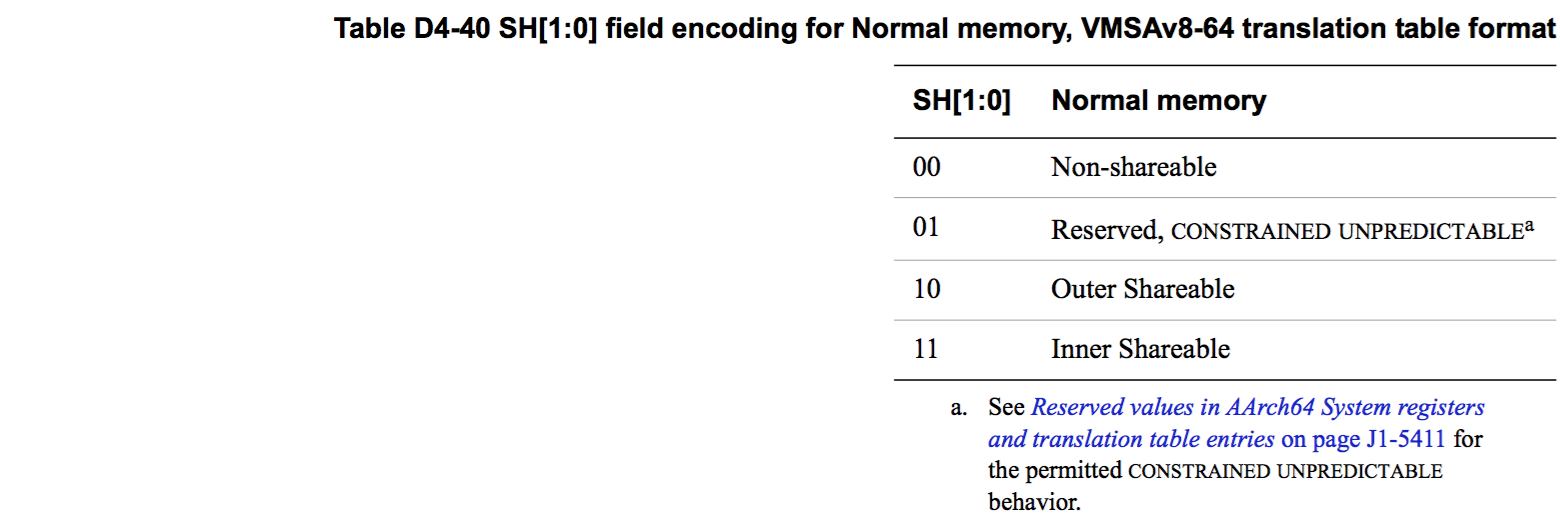 Table D4-40 SH[1:0] field encoding for Normal memory, VMSAv8-64 translation table format
SH[1:0] Normal memory
00 Non-shareable
01 Reserved, CONSTRAINED UNPREDICTABLEa
10 Outer Shareable
11 Inner Shareable
a. See Reserved values in AArch64 System registers
and translation table entries on page J1-5411 for
the permitted CONSTRAINED UNPREDICTABLE
behavior.